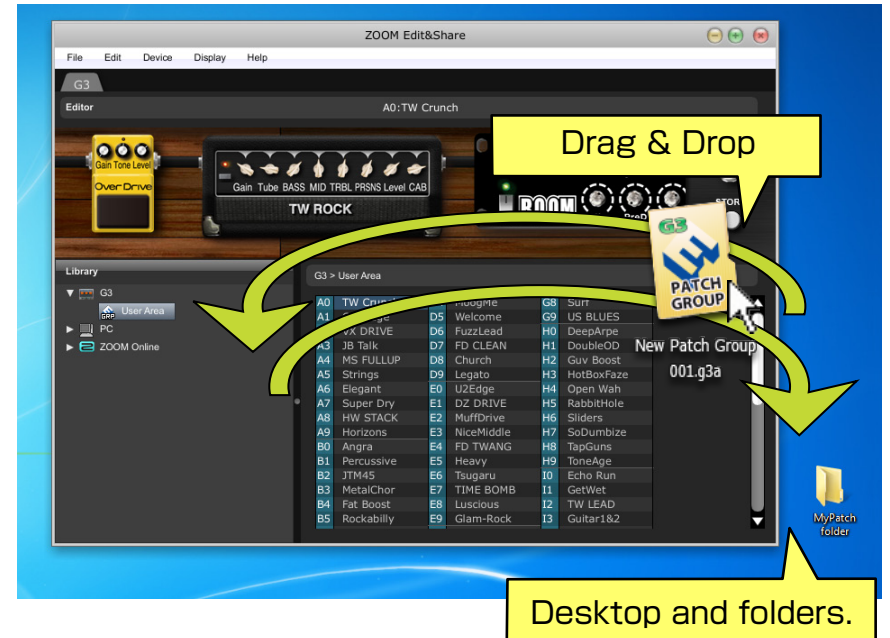 ZOOM Edit&Share
File Edit Device Display Help
G3
Editor A0:TW Crunch
Drag & Drop
Gain Tone Level
Over Drive
Gain Tube BASS MID TRBL PRSNS Level CAB
TW ROCK
ROOM
STOR
G3
PATCH
GROUP
New Patch Group
001.g3a
Library
G3
User Area
PC
ZOOM Online
G3 > User Area
A0 TW Crunch MoogMe G8 Surf
A1 D5 Welcome G9 US BLUES
VX DRIVE D6 FuzzLead H0 DeepArpe
A3 JB Talk D7 FD CLEAN H1 DoubleOD
A4 MS FULLUP D8 Church H2 Guv Boost
A5 Strings D9 Legato H3 HotBoxFaze
A6 Elegant E0 U2Edge H4 Open Wah
A7 Super Dry E1 DZ DRIVE H5 RabbitHole
A8 HW STACK E2 MuffDrive H6 Sliders
A9 Horizons E3 NiceMiddle H7 SoDumbize
B0 Angra E4 FD TWANG H8 TapGuns
B1 Percussive E5 Heavy H9 ToneAge
B2 JTM45 E6 Tsugaru I0 Echo Run
B3 MetalChor E7 TIME BOMB I1 GetWet
B4 Fat Boost E8 Luscious I2 TW LEAD
B5 Rockabilly E9 Glam-Rock I3 Guitar1&2
MyPatch
folder
Desktop and folders.